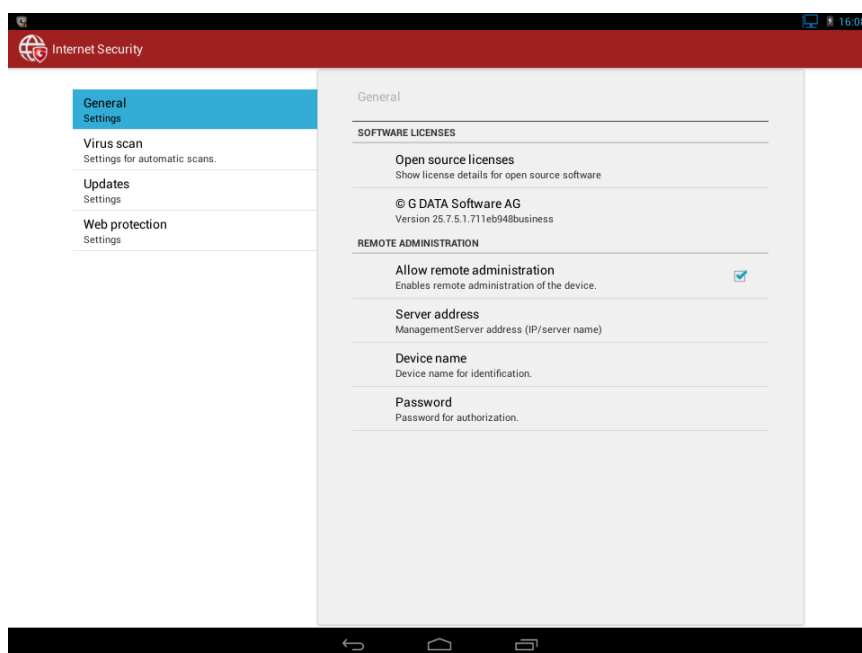 16:08
Internet Security
General
Settings
Virus scan
Settings for automatic scans.
Updates
Settings
Web protection
Settings
General
SOFTWARE LICENSES
Open source licenses
Show license details for open source software
© G DATA Software AG
Version 25.7.5.1.711eb948business
REMOTE ADMINISTRATION
Allow remote administration
Enables remote administration of the device.
Server address
ManagementServer address (IP/server name)
Device name
Device name for identification.
Password
Password for authorization.